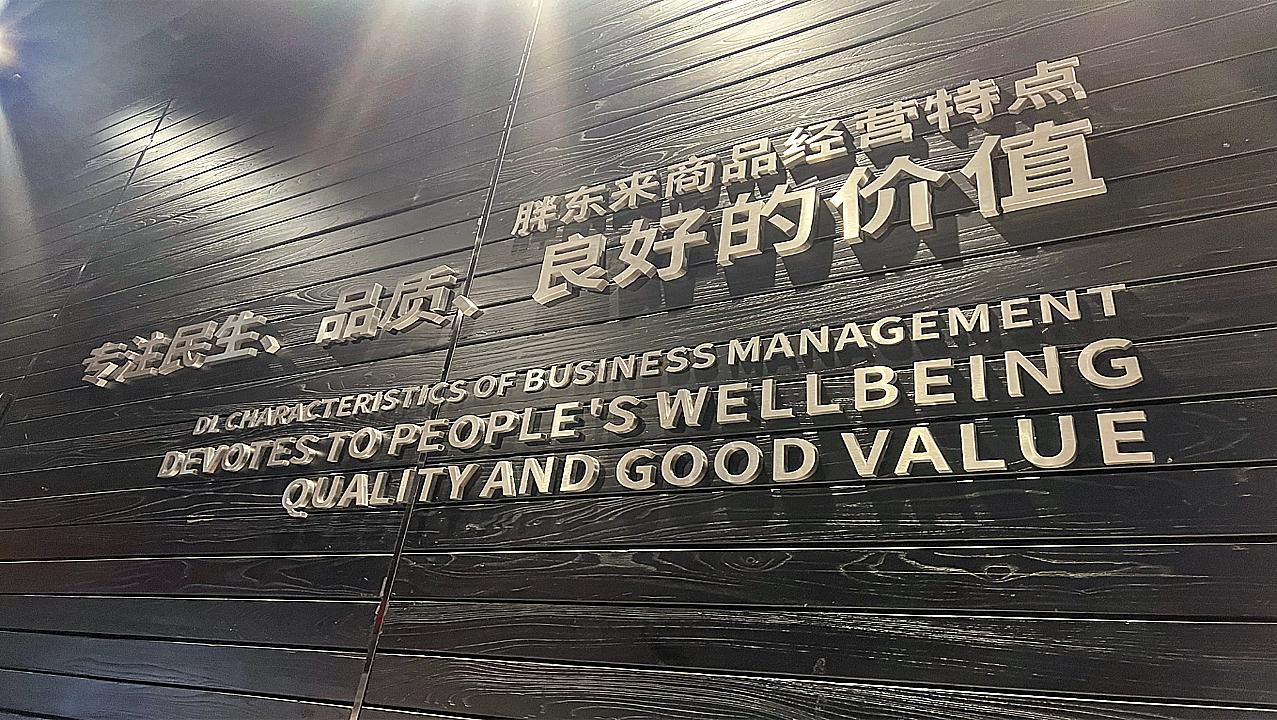 胖东来商品经营特点
专注民生、品质、良好的价值
DL CHARACTERISTICS OF BUSINESS MANAGEMENT
DEVOTES TO PEOPLE'S WELLBEING
QUALITY AND GOOD VALUE